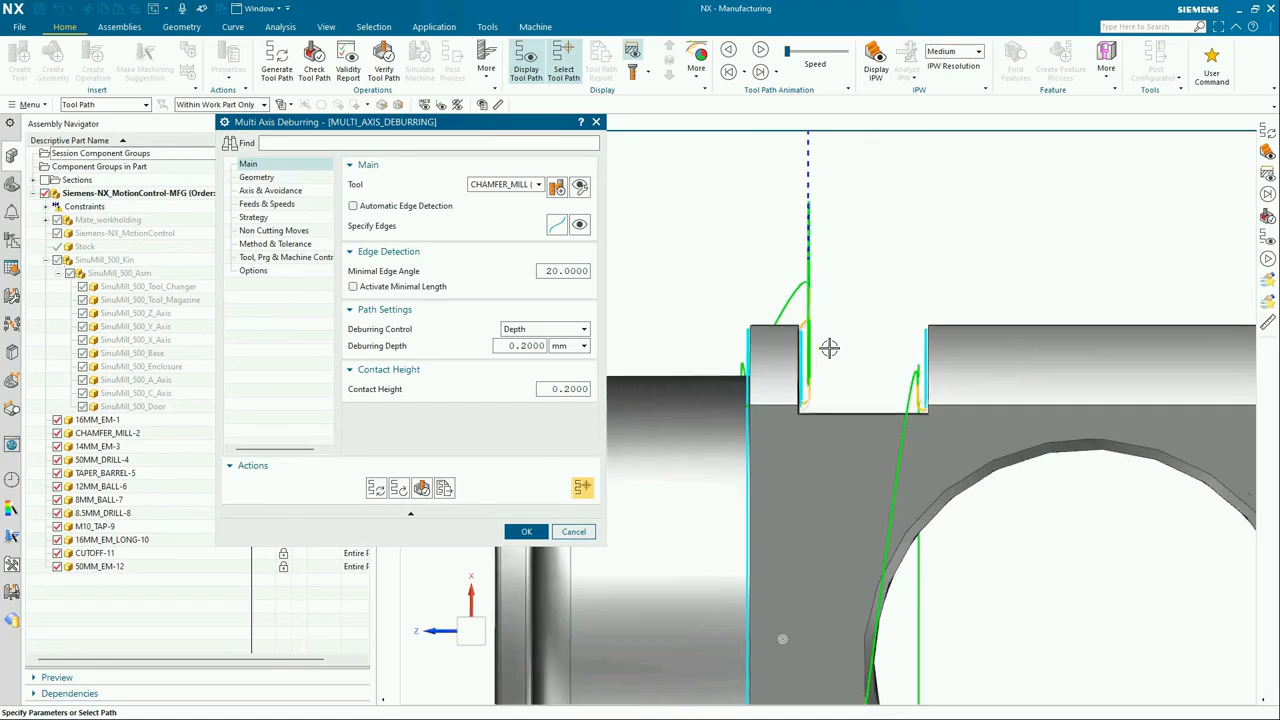 NX
Window
NX - Manufacturing
SIEMENS
File
Home
Assemblies
Geometry
Curve
Analysis
View
Selection
Application
Tools
Machine
Type Here to Search
Create Tool
Create Geometry
Create Operation
Make Machining Suggestion
Insert
Properties
Actions
Generate Tool Path
Check Tool Path
Validity Report
Verify Tool Path
Simulate Machine
Post Process
More
Operations
Display Tool Path
Select Tool Path
Tool Path Report
More
Display
Speed
Tool Path Animation
Display IPW
Analyze IPW
Medium
IPW Resolution
IPW
Find Features
Create Feature Process
More
Feature
Post Configurator
Tools
User Command
Menu
Tool Path
Within Work Part Only
Assembly Navigator
Descriptive Part Name
Session Component Groups
Component Groups in Part
Sections
Siemens-NX_MotionControl-MFG (Order:
Constraints
Mate_workholding
Siemens-NX_MotionControl
Stock
SinuMill_500_Kin
SinuMill_500_Asm
SinuMill_500_Tool_Changer
SinuMill_500_Tool_Magazine
SinuMill_500_Z_Axis
SinuMill_500_Y_Axis
SinuMill_500_X_Axis
SinuMill_500_Base
SinuMill_500_Enclosure
SinuMill_500_A_Axis
SinuMill_500_C_Axis
SinuMill_500_Door
16MM_EM-1
CHAMFER_MILL-2
14MM_EM-3
50MM_DRILL-4
TAPER_BARREL-5
12MM_BALL-6
8MM_BALL-7
8.5MM_DRILL-8
M10_TAP-9
16MM_EM_LONG-10
CUTOFF-11
Entire P
50MM_EM-12
Entire P
Preview
Dependencies
Multi Axis Deburring - [MULTI_AXIS_DEBURRING]
?
Find
Main
Geometry
Axis & Avoidance
Feeds & Speeds
Strategy
Non Cutting Moves
Method & Tolerance
Tool, Prg & Machine Contr
Options
Main
Tool
CHAMFER_MILL (
Automatic Edge Detection
Specify Edges
Edge Detection
Minimal Edge Angle
20.0000
Activate Minimal Length
Path Settings
Deburring Control
Depth
Deburring Depth
0.2000
mm
Contact Height
Contact Height
0.2000
Actions
OK
Cancel
X
Z
Specify Parameters or Select Path